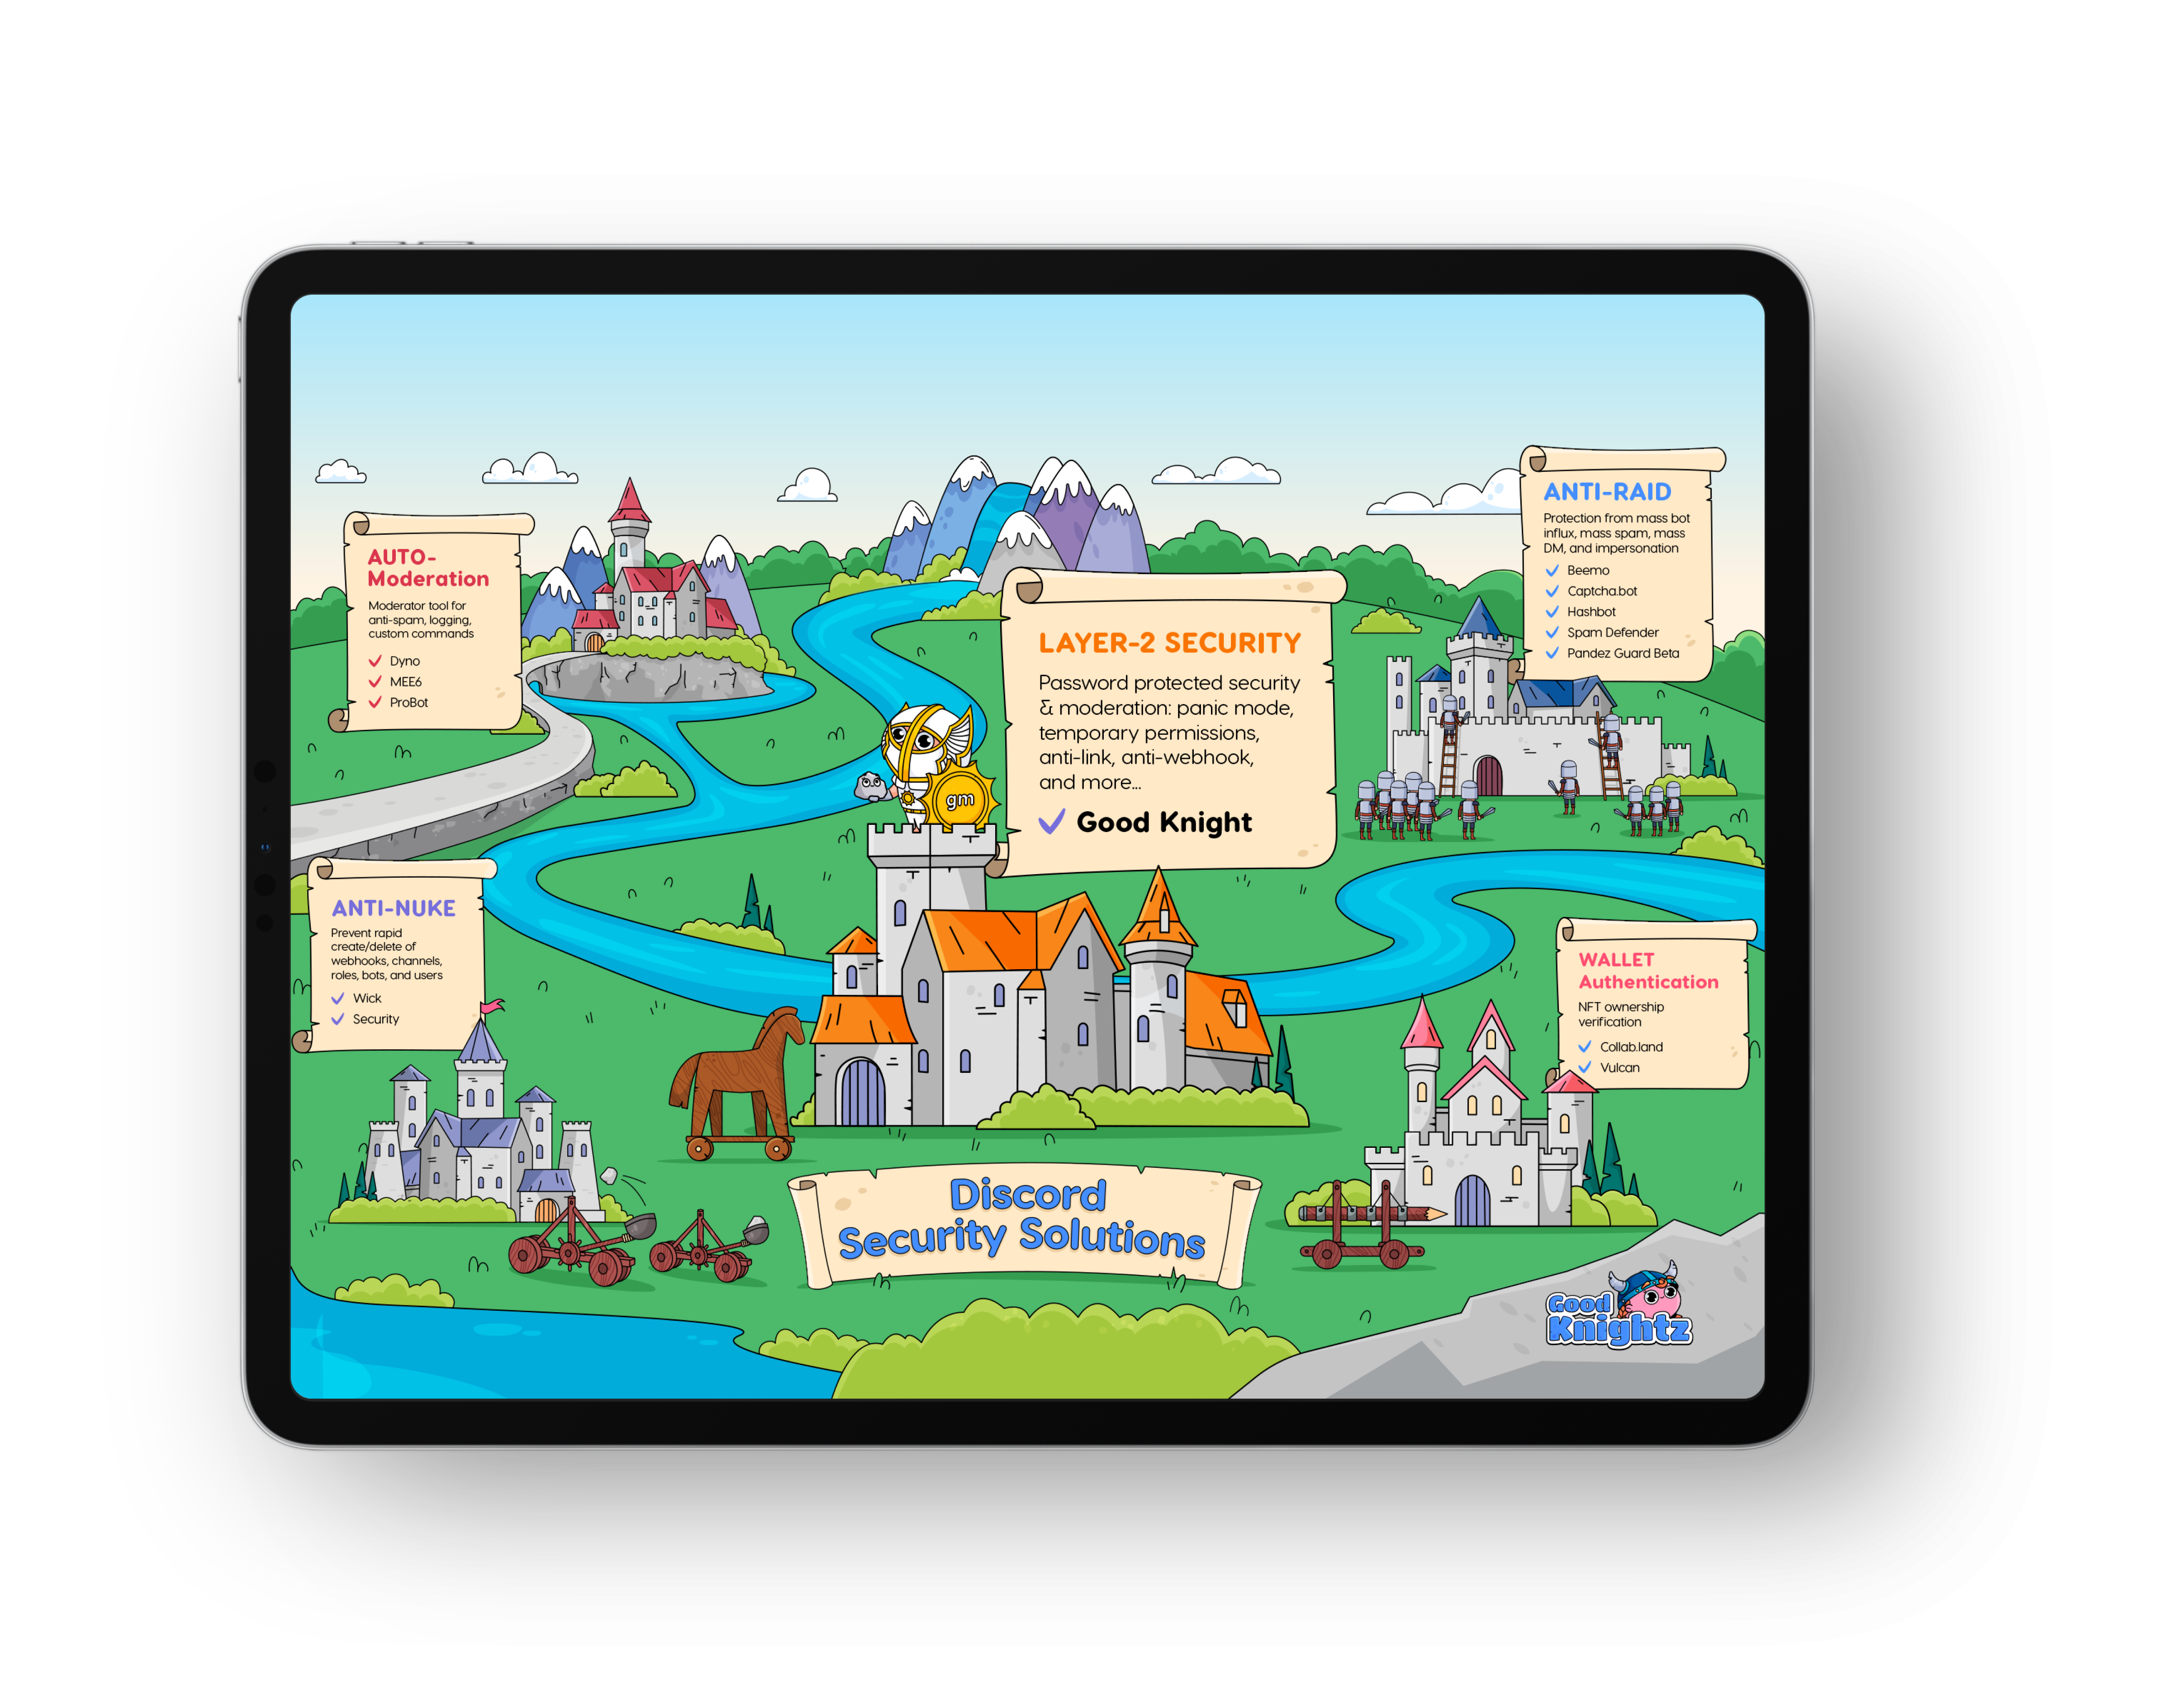 AUTO-
Moderation
Moderator tool for
anti-spam, logging,
custom commands
Dyno
MEE6
ProBot
ANTI-RAID
Protection from mass bot
influx, mass spam, mass
DM, and impersonation
Beemo
Captcha.bot
Hashbot
Spam Defender
Pandez Guard Beta
LAYER-2 SECURITY
Password protected security
& moderation: panic mode,
temporary permissions,
anti-link, anti-webhook,
and more...
Good Knight
gm
ANTI-NUKE
Prevent rapid
create/delete of
webhooks, channels,
roles, bots, and users
Wick
Security
WALLET
Authentication
NFT ownership
verification
Collab.land
Vulcan
Discord
Security Solutions
Good
Knightz